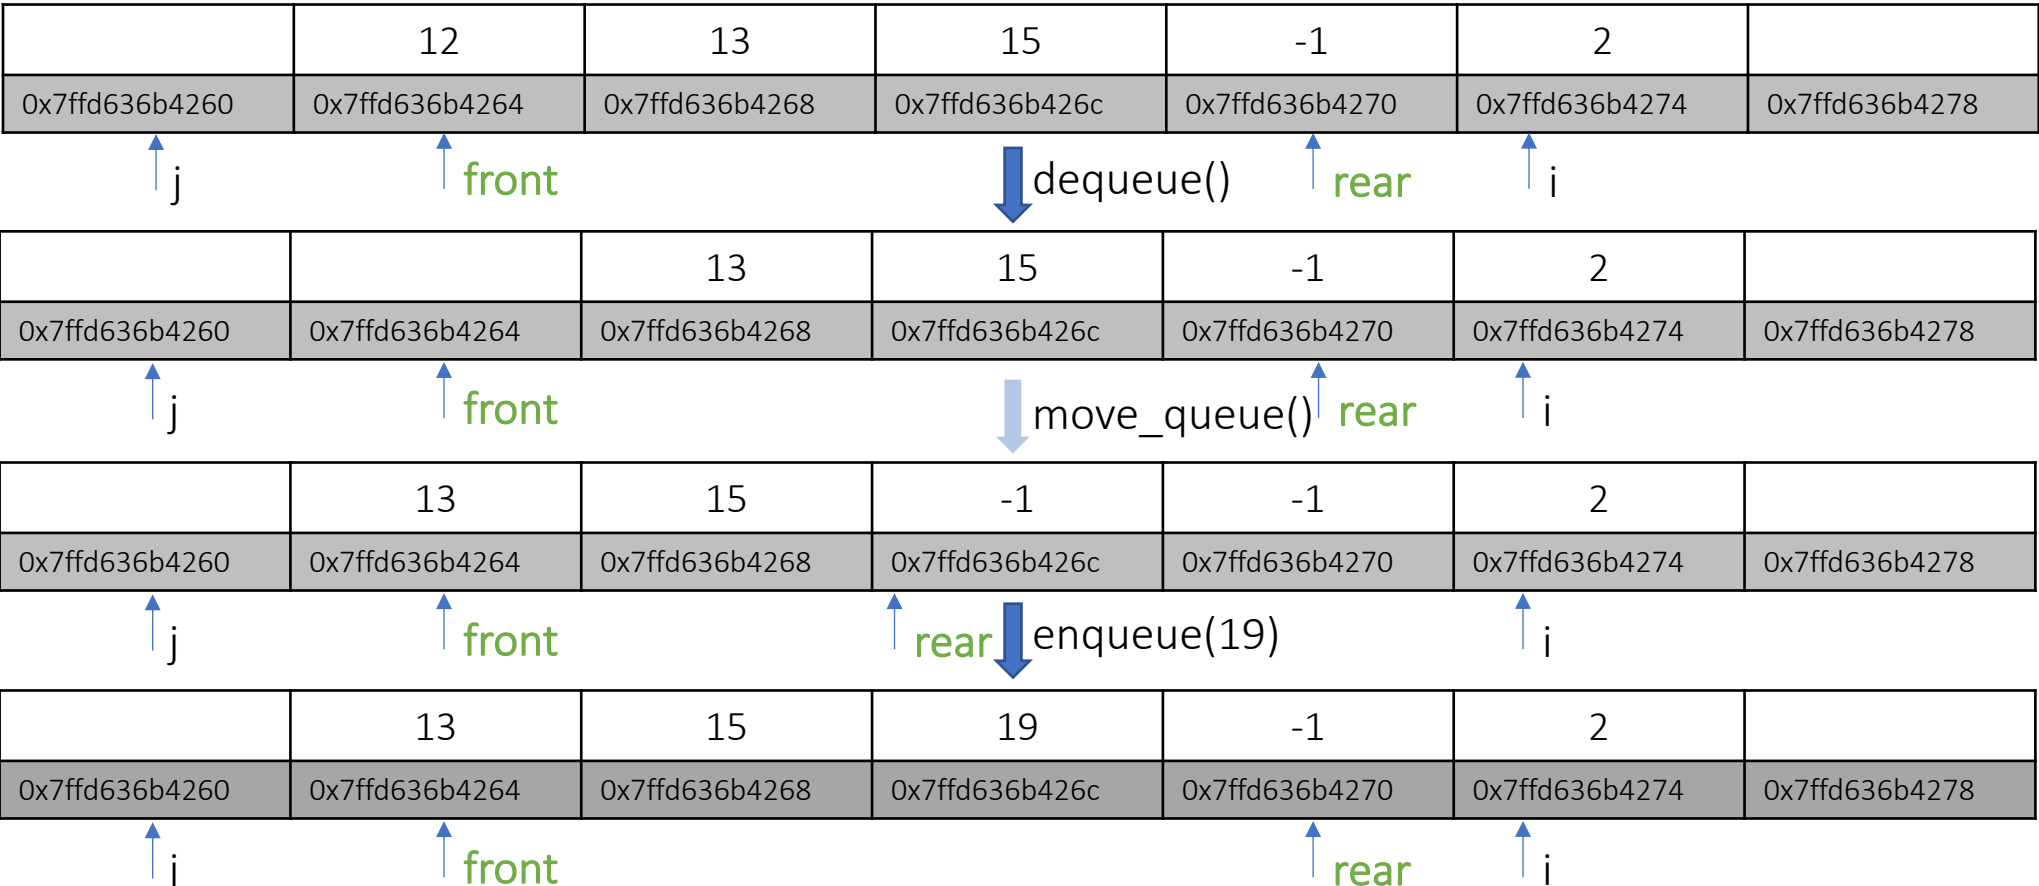 12 13 15 -1 2
0x7ffd636b4260 0x7ffd636b4264 0x7ffd636b4268 0x7ffd636b426c 0x7ffd636b4270 0x7ffd636b4274 0x7ffd636b4278
j front dequeue() rear i
13 15 -1 2
0x7ffd636b4260 0x7ffd636b4264 0x7ffd636b4268 0x7ffd636b426c 0x7ffd636b4270 0x7ffd636b4274 0x7ffd636b4278
j front move_queue() rear i
13 15 -1 -1 2
0x7ffd636b4260 0x7ffd636b4264 0x7ffd636b4268 0x7ffd636b426c 0x7ffd636b4270 0x7ffd636b4274 0x7ffd636b4278
j front rear enqueue(19) i
13 15 19 -1 2
0x7ffd636b4260 0x7ffd636b4264 0x7ffd636b4268 0x7ffd636b426c 0x7ffd636b4270 0x7ffd636b4274 0x7ffd636b4278
j front rear i